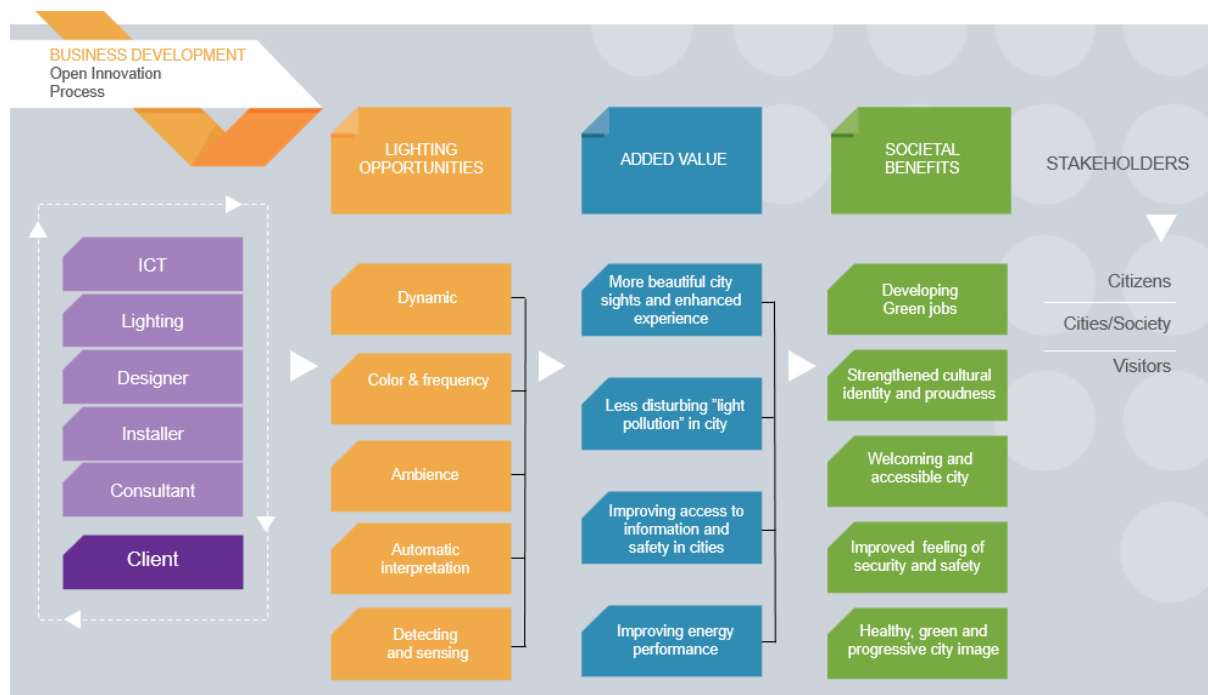 BUSINESS DEVELOPMENT
Open Innovation
Process
LIGHTING
OPPORTUNITIES
ADDED VALUE
SOCIETAL
BENEFITS
STAKEHOLDERS
ICT
Lighting
Designer
Installer
Consultant
Client
Dynamic
Color & frequency
Ambience
Automatic
interpretation
Detecting
and sensing
More beautiful city
sights and enhanced
experience
Less disturbing "light
pollution" in city
Improving access to
information and
safety in cities
Improving energy
performance
Developing
Green jobs
Strengthened cultural
identity and proudness
Welcoming and
accessible city
Improved feeling of
security and safety
Healthy, green and
progressive city image
Citizens
Cities/Society
Visitors